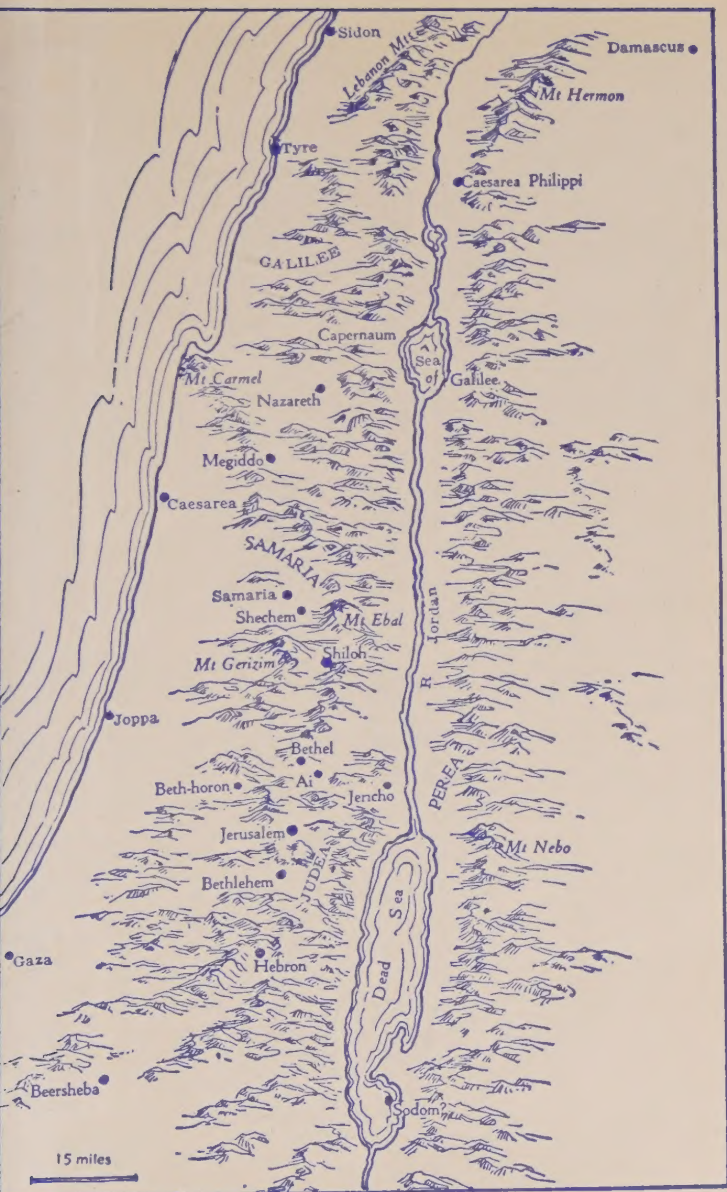 Sidon
Lebanon Mts
Damascus
Mt Hermon
Tyre
Caesarea Philippi
GALILEE
Capernaum
Sea
of
Galilee
Mt Carmel
Nazareth
Megiddo
Caesarea
SAMARIA
Samaria
Shechem
Mt Ebal
R Jordan
Mt Gerizim
Shiloh
Joppa
Bethel
Beth-horon
Ai
Jericho
PEREA
Jerusalem
JUDEA
Mt Nebo
Bethlehem
Dead Sea
Gaza
Hebron
Beersheba
Sodom?
15 miles